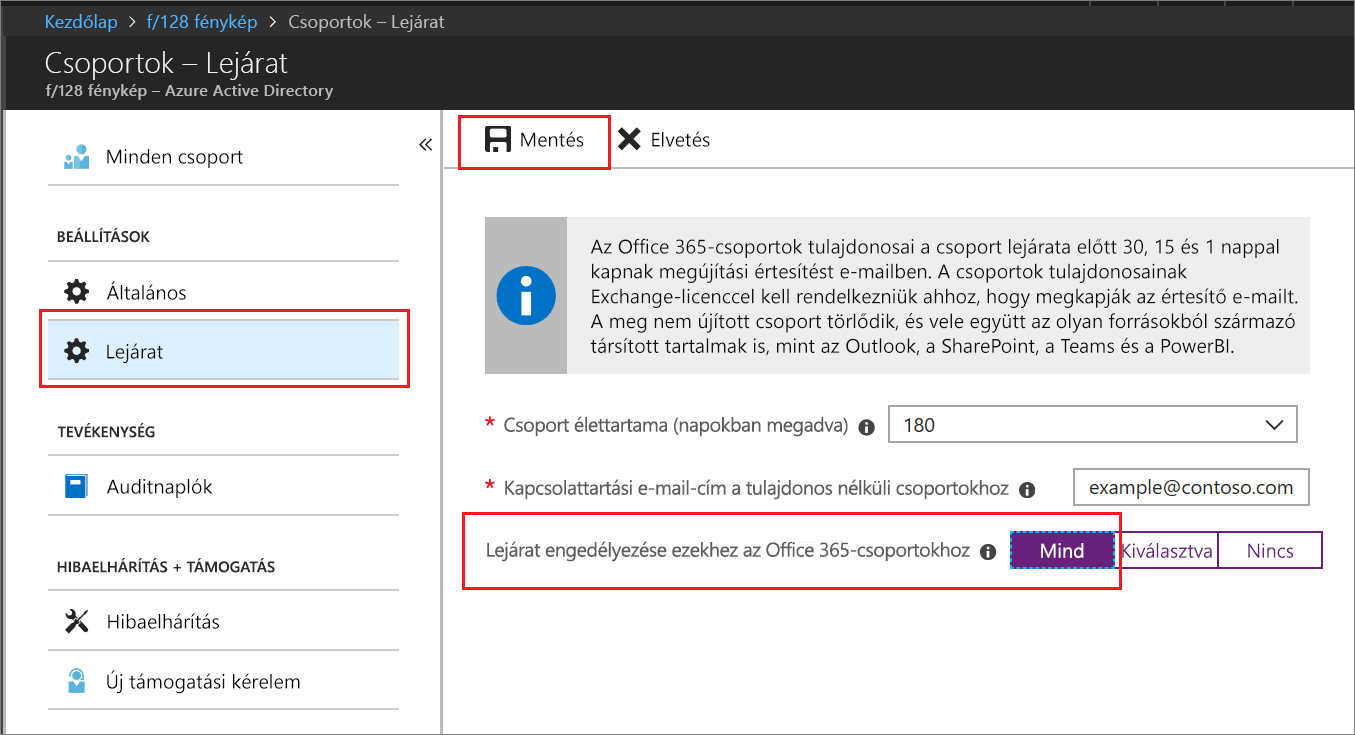 Kezdőlap > f/128 fénykép > Csoportok – Lejárat
Csoportok – Lejárat
f/128 fénykép – Azure Active Directory
Minden csoport
BEÁLLÍTÁSOK
Általános
Lejárat
TEVÉKENYSÉG
Auditnaplók
HIBAELHÁRÍTÁS + TÁMOGATÁS
Hibaelhárítás
Új támogatási kérelem
Mentés
Elvetés
Az Office 365-csoportok tulajdonosai a csoport lejárata előtt 30, 15 és 1 nappal
kapnak megújítási értesítést e-mailben. A csoportok tulajdonosainak
Exchange-licenccel kell rendelkezniük ahhoz, hogy megkapják az értesítő e-mailt.
A meg nem újított csoport törlődik, és vele együtt az olyan forrásokból származó
társított tartalmak is, mint az Outlook, a SharePoint, a Teams és a PowerBI.
* Csoport élettartama (napokban megadva) 180
* Kapcsolattartási e-mail-cím a tulajdonos nélküli csoportokhoz example@contoso.com
Lejárat engedélyezése ezekhez az Office 365-csoportokhoz Mind Kiválasztva Nincs